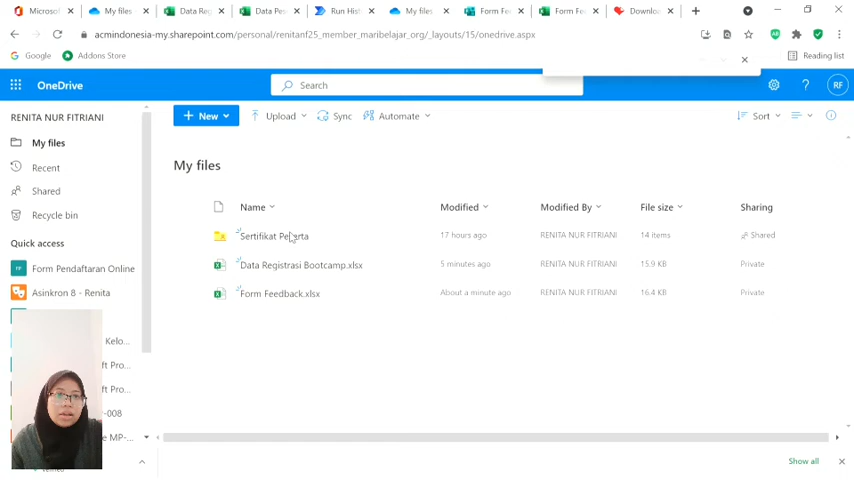 Microsof
My files
Data Reg
Data Pes
Run Hist
My files
Form Fee
Form Fee
Downloa
acmindonesia-my.sharepoint.com/personal/renitanf25_member_maribelajar_org/_layouts/15/onedrive.aspx
Google
Addons Store
Reading list
OneDrive
Search
RF
RENITA NUR FITRIANI
New
Upload
Sync
Automate
Sort
My files
Recent
Shared
Recycle bin
Quick access
Form Pendaftaran Online
Asinkron 8 - Renita
Kelo...
ft Pro...
ft Pro...
-008
e MP-...
My files
Name
Modified
Modified By
File size
Sharing
Sertifikat Peserta
17 hours ago
RENITA NUR FITRIANI
14 items
Shared
Data Registrasi Bootcamp.xlsx
5 minutes ago
RENITA NUR FITRIANI
15.9 KB
Private
Form Feedback.xlsx
About a minute ago
RENITA NUR FITRIANI
16.4 KB
Private
Show all